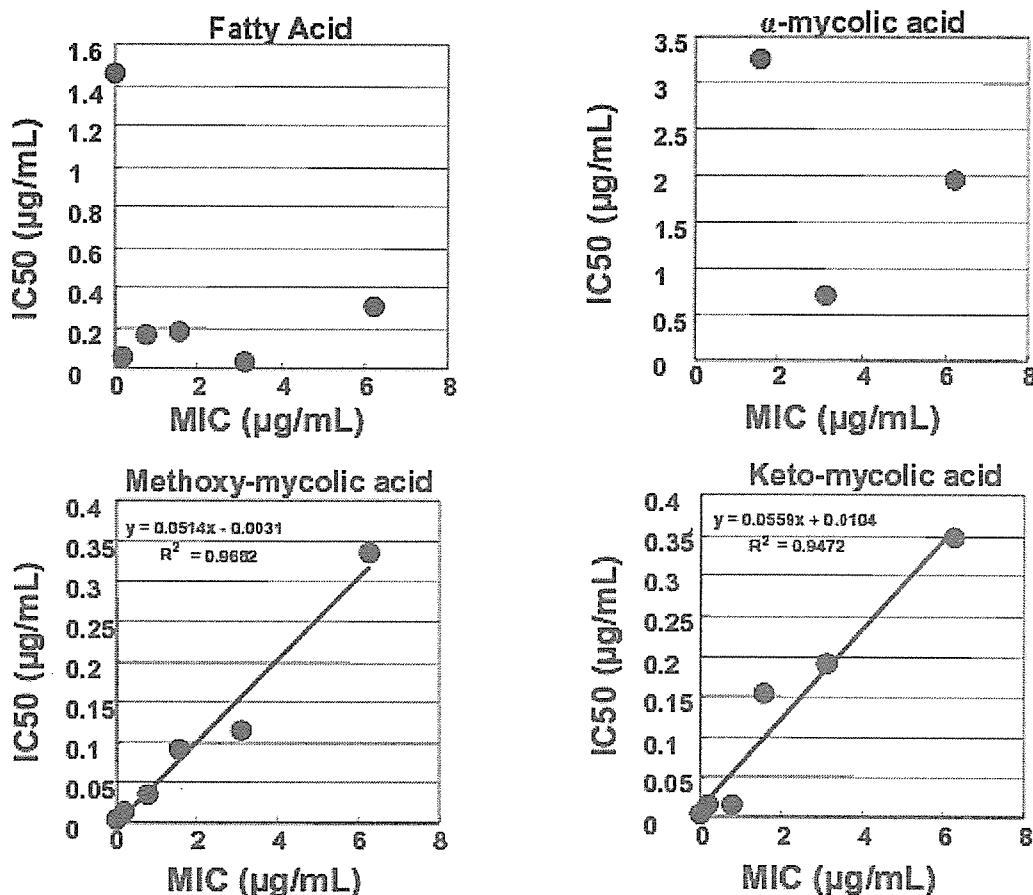 Fatty Acid
1.6
1.4
1.2
1
0.8
0.6
0.4
0.2
0
IC50 (µg/mL)
0 2 4 6 8
MIC (µg/mL)
α-mycolic acid
3.5
3
2.5
2
1.5
1
0.5
0
IC50 (µg/mL)
0 2 4 6 8
MIC (µg/mL)
Methoxy-mycolic acid
0.4
0.35
0.3
0.25
0.2
0.15
0.1
0.05
0
IC50 (µg/mL)
y = 0.0514x - 0.0031
R² = 0.9682
0 2 4 6 8
MIC (µg/mL)
Keto-mycolic acid
0.4
0.35
0.3
0.25
0.2
0.15
0.1
0.05
0
IC50 (µg/mL)
y = 0.0559x + 0.0104
R² = 0.9472
0 2 4 6 8
MIC (µg/mL)